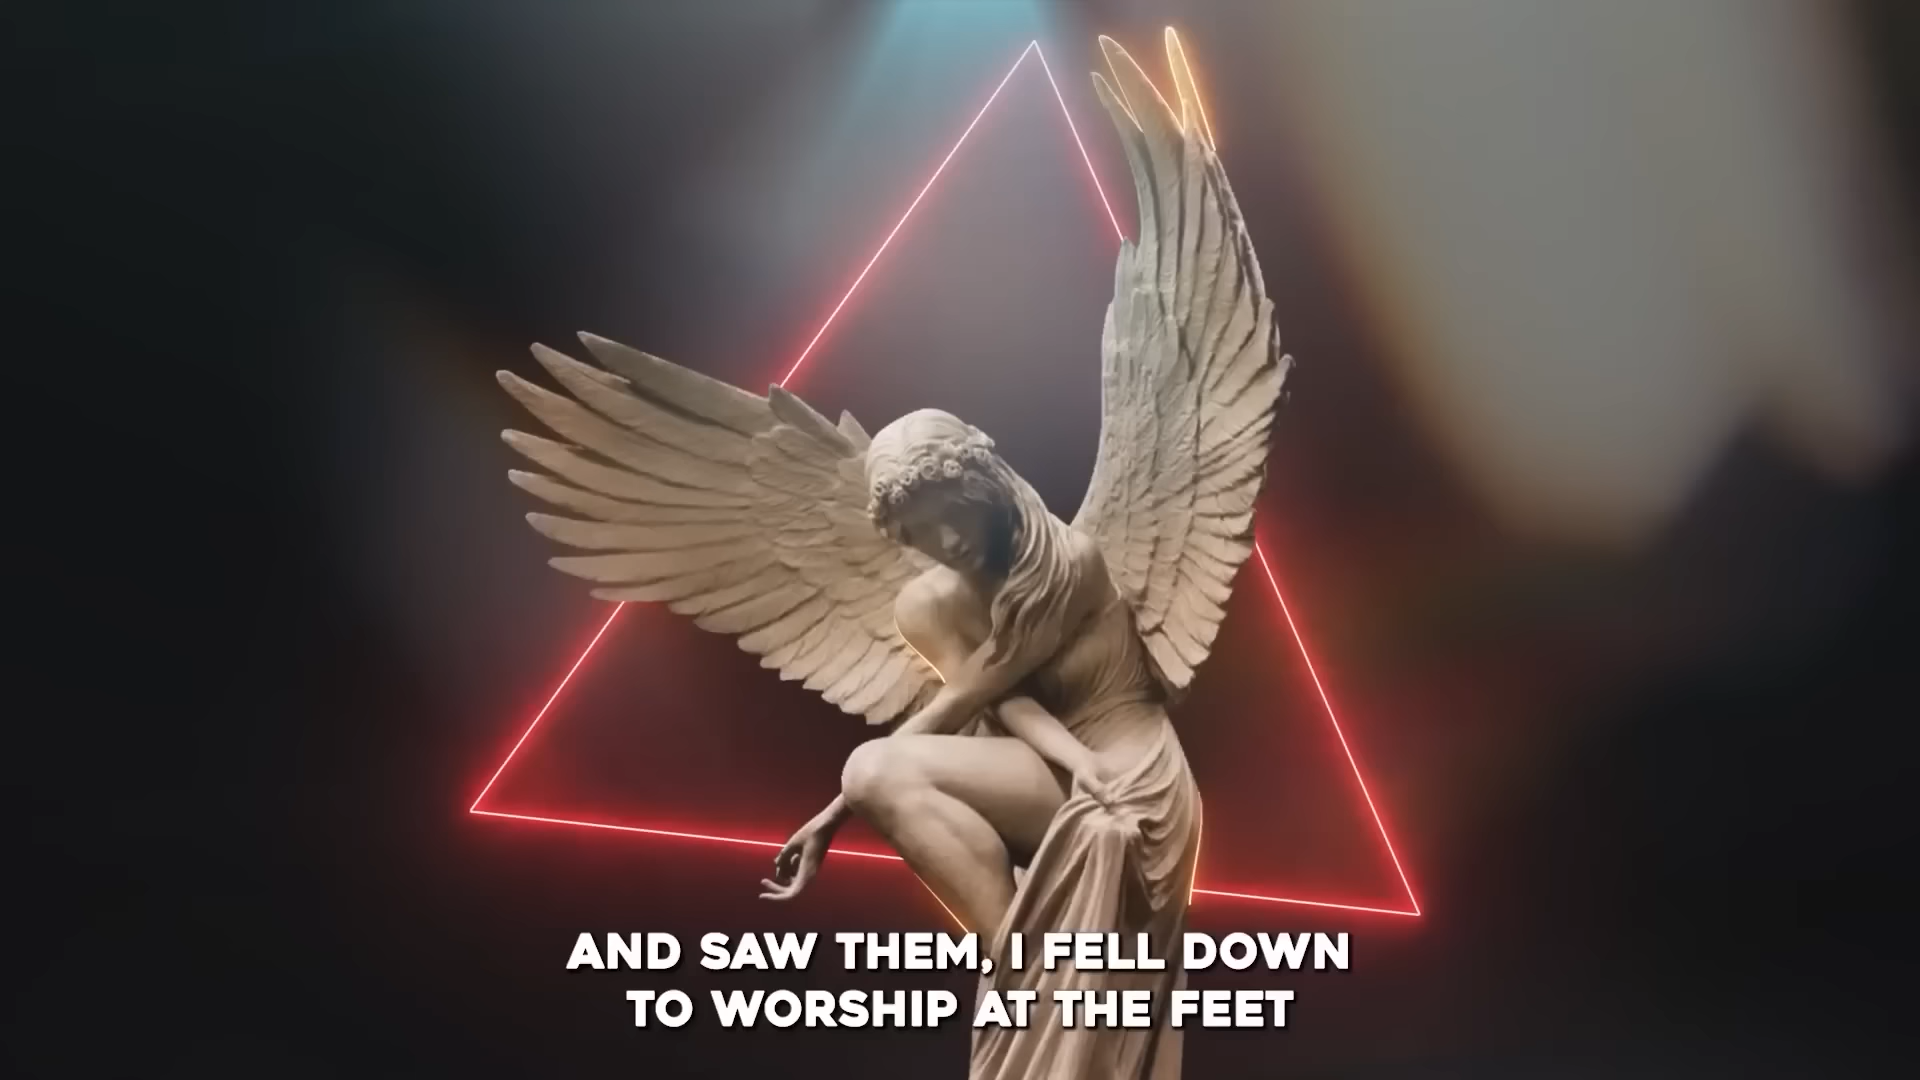 AND SAW THEM, I FELL DOWN
TO WORSHIP AT THE FEET